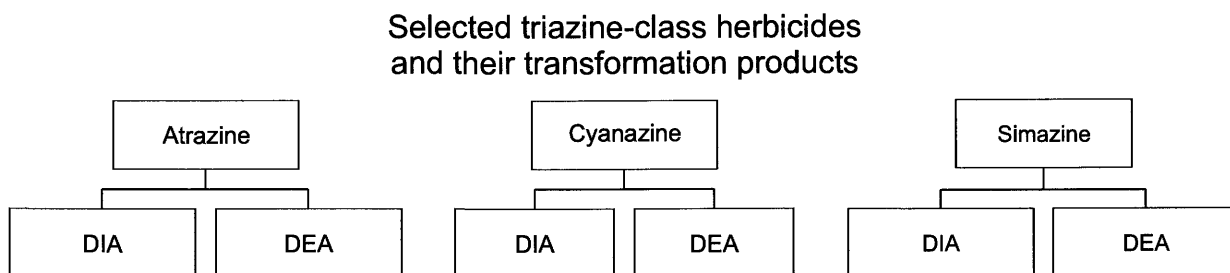 Selected triazine-class herbicides
and their transformation products
Atrazine
Cyanazine
Simazine
DIA
DEA
DIA
DEA
DIA
DEA